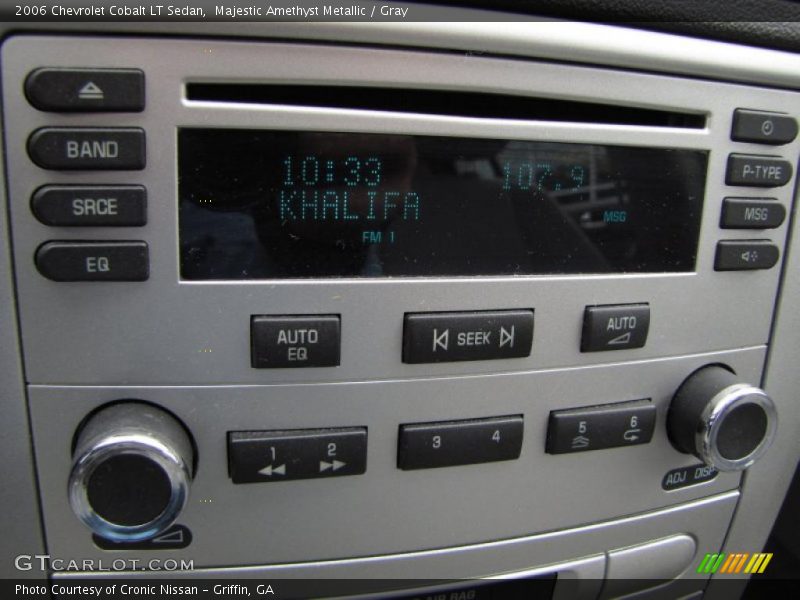 2006 Chevrolet Cobalt LT Sedan,  Majestic Amethyst Metallic / Gray
BAND
SRCE
EQ
10:33 107.9
KHALIFA MSG
FM 1
P-TYPE
MSG
AUTO EQ
SEEK
AUTO
1 2
3 4
5 6
ADJ DISP
GTCARLOT.COM
AIR BAG
Photo Courtesy of Cronic Nissan - Griffin, GA